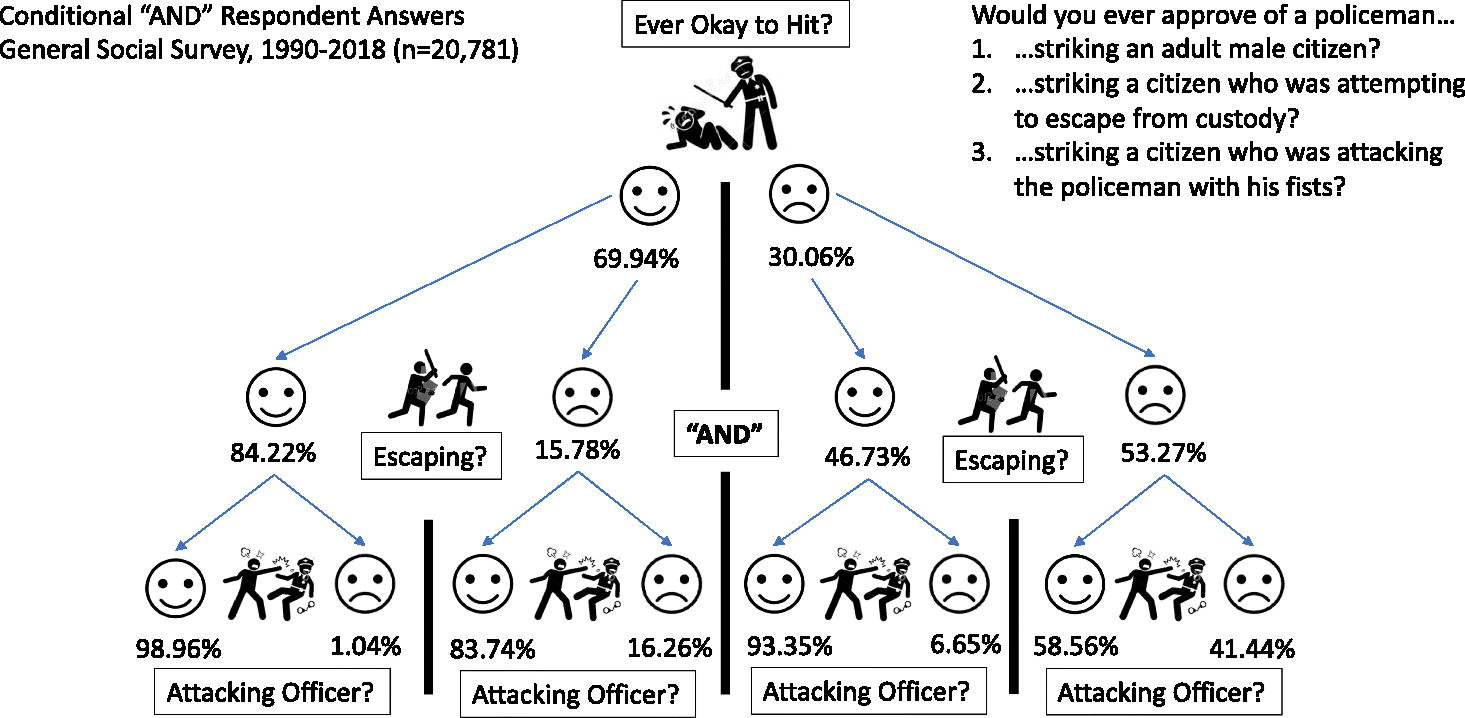 Conditional “AND” Respondent Answers
General Social Survey, 1990-2018 (n=20,781)
Ever Okay to Hit?
Would you ever approve of a policeman…
1. …striking an adult male citizen?
2. …striking a citizen who was attempting
to escape from custody?
3. …striking a citizen who was attacking
the policeman with his fists?
69.94% 30.06%
84.22% Escaping? 15.78% “AND” 46.73% Escaping? 53.27%
98.96% 1.04% 83.74% 16.26% 93.35% 6.65% 58.56% 41.44%
Attacking Officer? Attacking Officer? Attacking Officer? Attacking Officer?